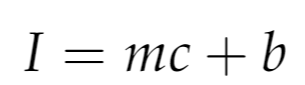 I = mc + b